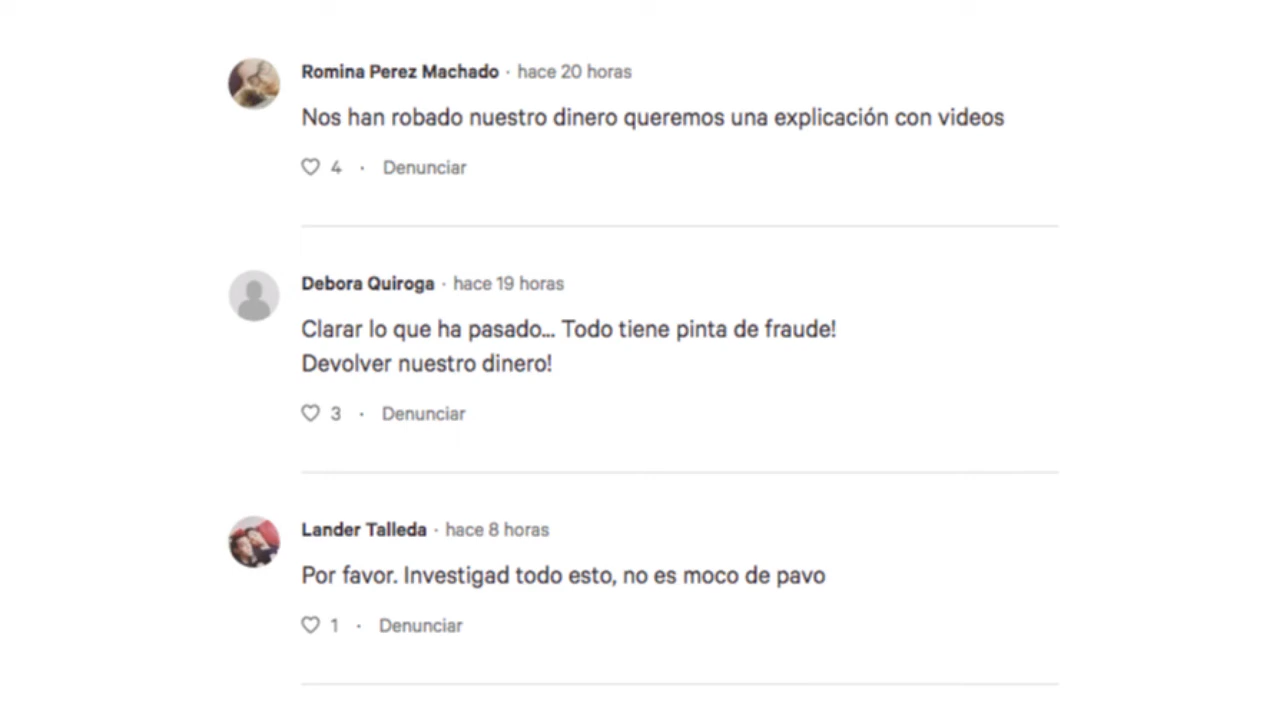 Romina Perez Machado · hace 20 horas
Nos han robado nuestro dinero queremos una explicación con videos
4 · Denunciar
Debora Quiroga · hace 19 horas
Clarar lo que ha pasado... Todo tiene pinta de fraude!
Devolver nuestro dinero!
3 · Denunciar
Lander Talleda · hace 8 horas
Por favor. Investigad todo esto, no es moco de pavo
1 · Denunciar